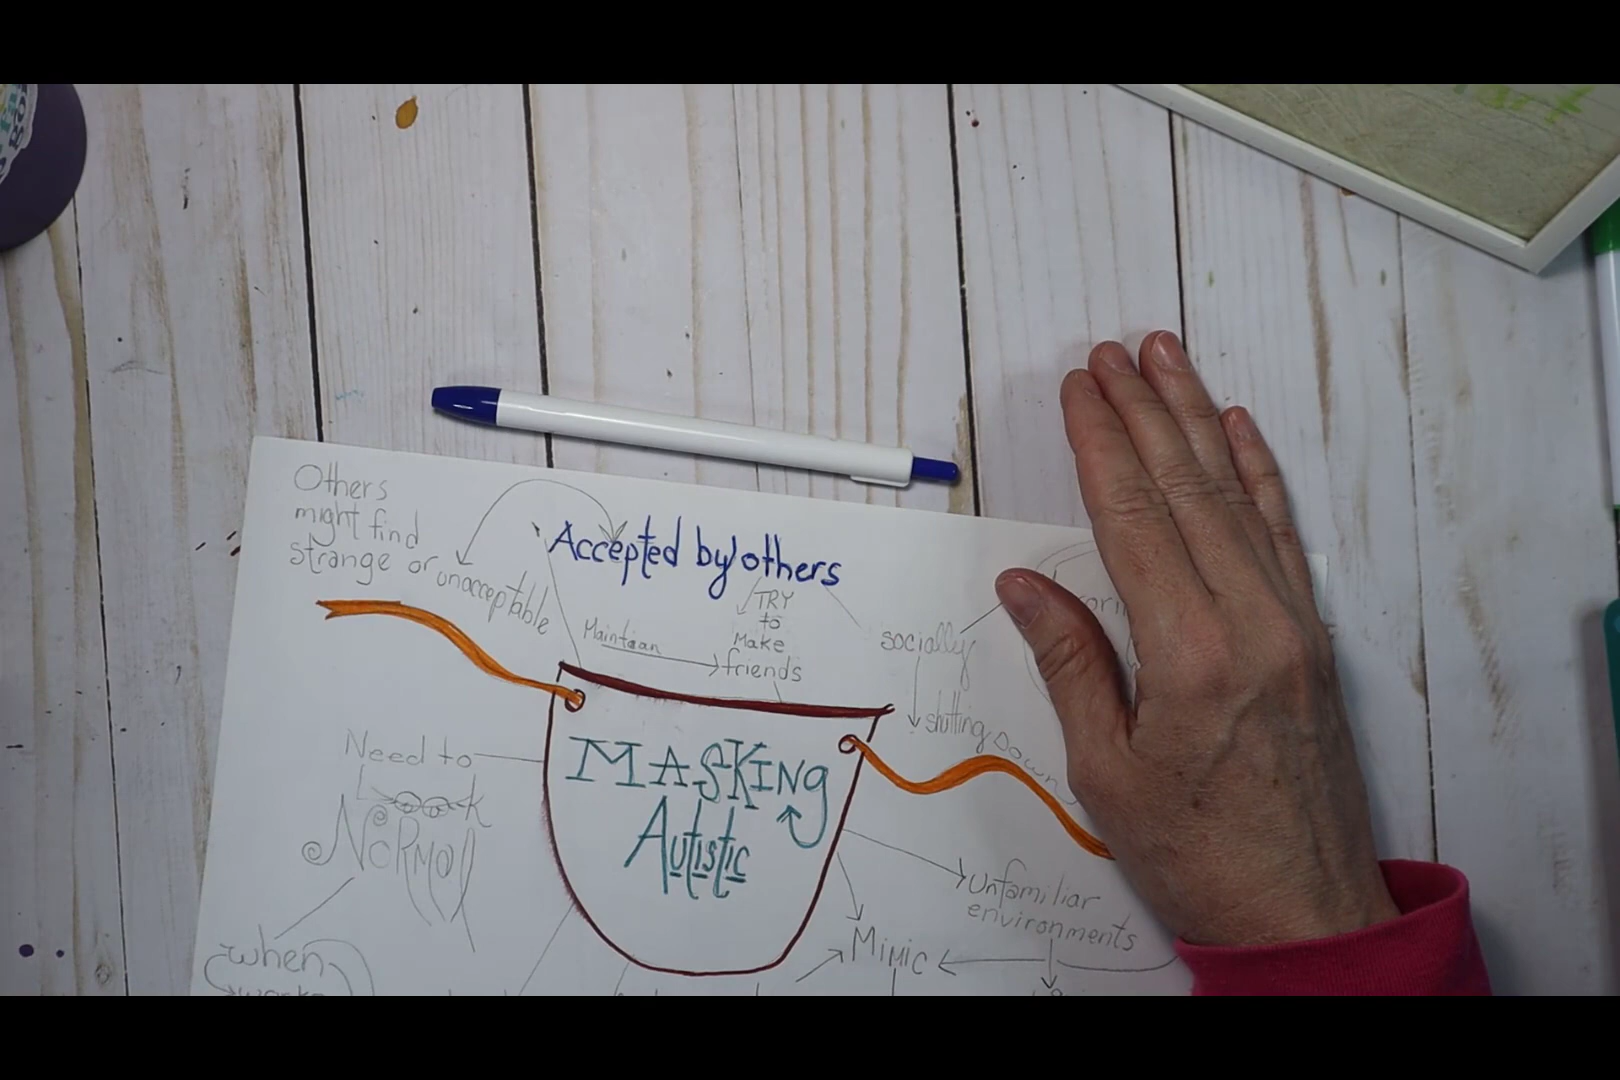 Others
might find
strange or unacceptable
Accepted by others
TRY
to
Make
Maintain
friends
socially
shutting Down
MASKING
Autistic
Need to
Look
NORMal
unfamiliar
environments
Mimic
when